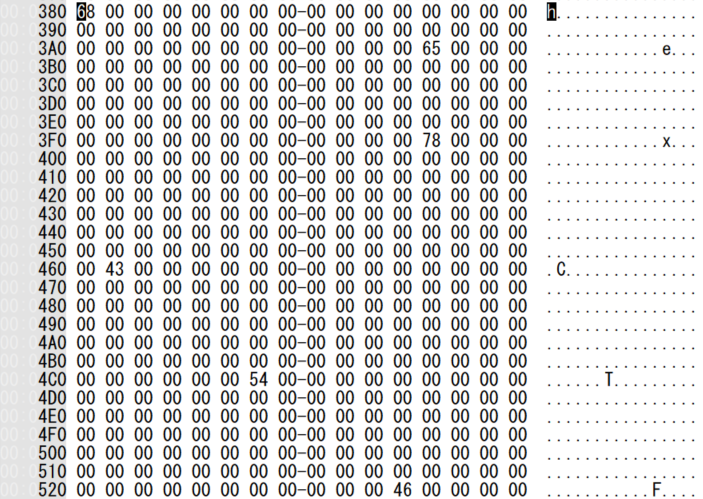 380 68 00 00 00 00 00 00 00-00 00 00 00 00 00 00 00 h...............
390 00 00 00 00 00 00 00 00-00 00 00 00 00 00 00 00 ................
3A0 00 00 00 00 00 00 00 00-00 00 00 00 65 00 00 00 ............e...
3B0 00 00 00 00 00 00 00 00-00 00 00 00 00 00 00 00 ................
3C0 00 00 00 00 00 00 00 00-00 00 00 00 00 00 00 00 ................
3D0 00 00 00 00 00 00 00 00-00 00 00 00 00 00 00 00 ................
3E0 00 00 00 00 00 00 00 00-00 00 00 00 00 00 00 00 ................
3F0 00 00 00 00 00 00 00 00-00 00 00 00 78 00 00 00 ............x...
400 00 00 00 00 00 00 00 00-00 00 00 00 00 00 00 00 ................
410 00 00 00 00 00 00 00 00-00 00 00 00 00 00 00 00 ................
420 00 00 00 00 00 00 00 00-00 00 00 00 00 00 00 00 ................
430 00 00 00 00 00 00 00 00-00 00 00 00 00 00 00 00 ................
440 00 00 00 00 00 00 00 00-00 00 00 00 00 00 00 00 ................
450 00 00 00 00 00 00 00 00-00 00 00 00 00 00 00 00 ................
460 00 43 00 00 00 00 00 00-00 00 00 00 00 00 00 00 .C..............
470 00 00 00 00 00 00 00 00-00 00 00 00 00 00 00 00 ................
480 00 00 00 00 00 00 00 00-00 00 00 00 00 00 00 00 ................
490 00 00 00 00 00 00 00 00-00 00 00 00 00 00 00 00 ................
4A0 00 00 00 00 00 00 00 00-00 00 00 00 00 00 00 00 ................
4B0 00 00 00 00 00 00 00 00-00 00 00 00 00 00 00 00 ................
4C0 00 00 00 00 00 00 54 00-00 00 00 00 00 00 00 00 ......T.........
4D0 00 00 00 00 00 00 00 00-00 00 00 00 00 00 00 00 ................
4E0 00 00 00 00 00 00 00 00-00 00 00 00 00 00 00 00 ................
4F0 00 00 00 00 00 00 00 00-00 00 00 00 00 00 00 00 ................
500 00 00 00 00 00 00 00 00-00 00 00 00 00 00 00 00 ................
510 00 00 00 00 00 00 00 00-00 00 00 00 00 00 00 00 ................
520 00 00 00 00 00 00 00 00-00 00 00 46 00 00 00 00 ...........F....